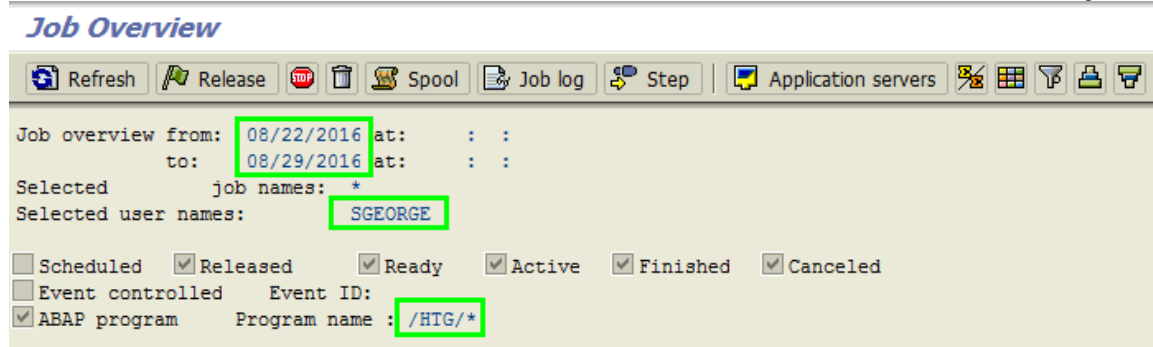 Job Overview
Refresh Release Spool Job log Step Application servers
Job overview from: 08/22/2016 at: : :
to: 08/29/2016 at: : :
Selected job names: *
Selected user names: SGEORGE
Scheduled Released Ready Active Finished Canceled
Event controlled Event ID:
ABAP program Program name : /HTG/*